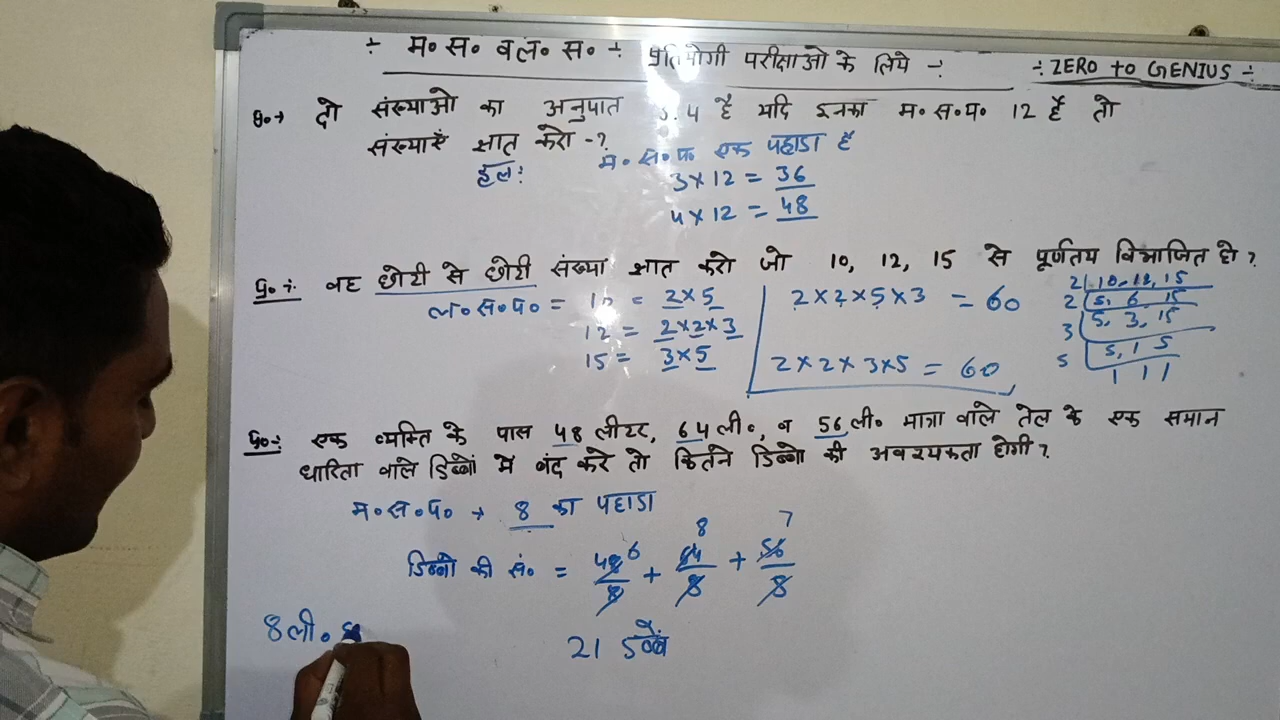 ÷ म॰ स॰ वल॰ स॰ ÷ प्रतियोगी परीक्षाओ के लिये ÷ ÷ ZERO to GENIUS ÷
Q.→ दो संख्याओ का अनुपात 3:4 है यदि इनका म॰स॰प॰ 12 है तो
संख्याऐं ज्ञात करो -?
हल: म॰स॰प॰ एक पहाडा है
3×12 = 36
4×12 = 48
Q.÷ वह छोटी से छोटी संख्या ज्ञात करो जो 10, 12, 15 से पूर्णतय विभाजित हो ?
ल॰स॰प॰ = 10 = 2×5
12 = 2×2×3
15 = 3×5
2×2×5×3 = 60
2×2×3×5 = 60
2 10, 12, 15
2 5, 6 15
3 5, 3, 15
5 5, 1 5
1 1 1
Q.÷ एक व्यक्ति के पास 48 लीटर, 64 ली॰, व 56 ली॰ मात्रा वाले तेल के एक समान
धारिता वाले डिब्बों में बंद करे तो कितने डिब्बो की अवश्यकता होगी ?
म॰स॰प॰ → 8 का पहाडा
डिब्बो की सं॰ = 48/8 6 + 64/8 8 + 56/8 7
21 डब्बें
8 ली॰